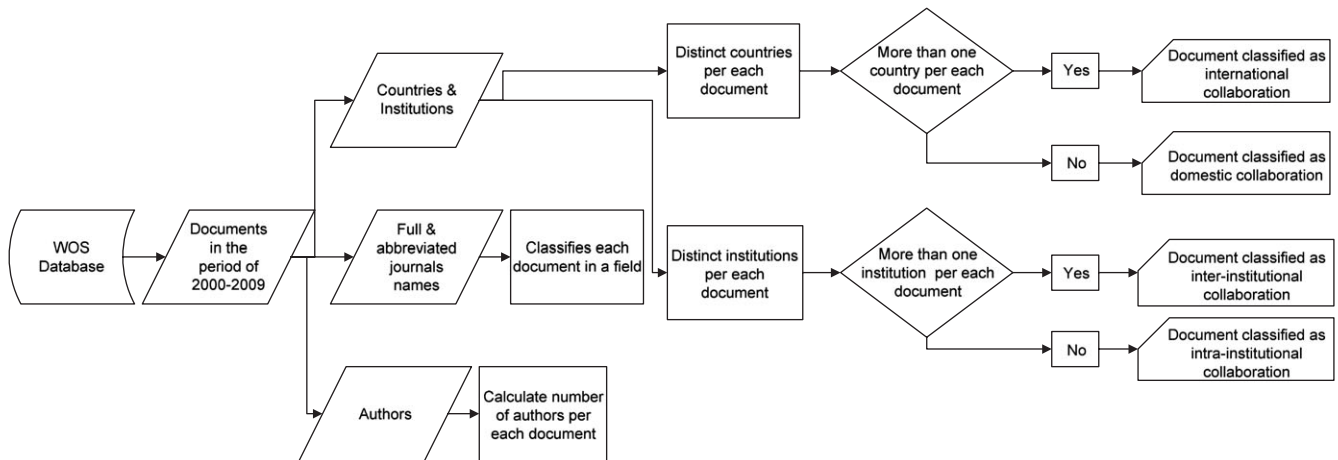 WOS
Database
Documents
in the
period of
2000-2009
Countries &
Institutions
Full &
abbreviated
journals
names
Classifies each
document in a field
Authors
Calculate number
of authors per
each document
Distinct countries
per each
document
More than one
country per each
document
Yes
Document classified as
international
collaboration
No
Document classified as
domestic collaboration
Distinct institutions
per each
document
More than one
institution per each
document
Yes
Document classified as
inter-institutional
collaboration
No
Document classified as
intra-institutional
collaboration